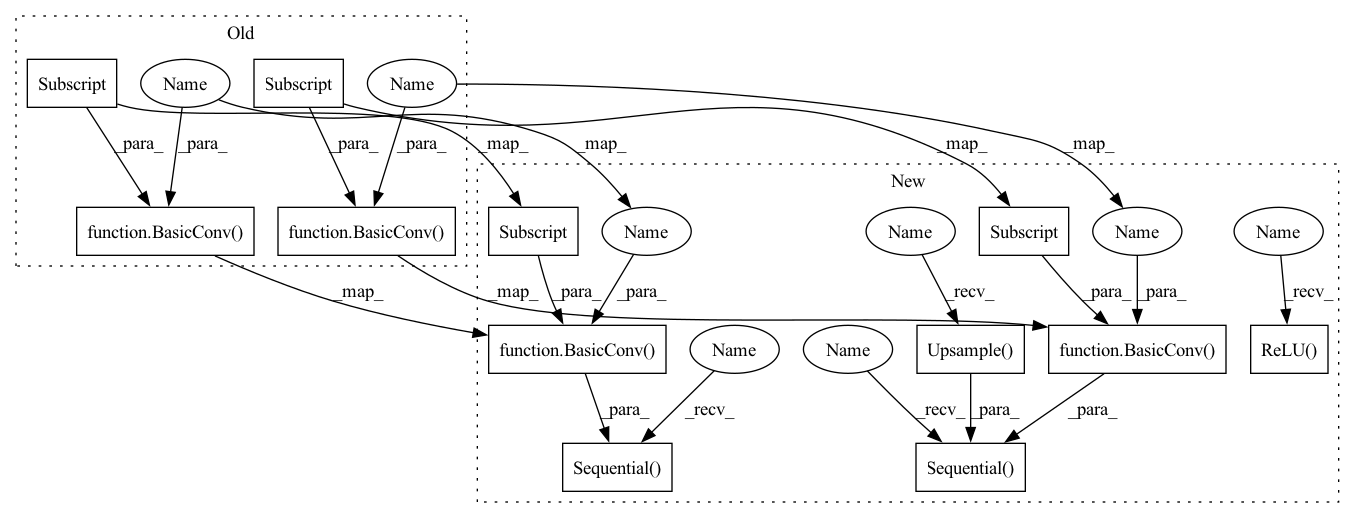 Old
Subscript Name Subscript Name
_para_ _para_ _para_ _para_ _map_ _map_ _map_ _map_
New
function.BasicConv() function.BasicConv() Subscript Name Name Subscript Name Name
_map_ _map_ _para_ _para_ _recv_ _para_ _para_ _recv_
function.BasicConv() Name Name Upsample() function.BasicConv() ReLU()
_para_ _recv_ _recv_ _para_ _para_
Sequential() Sequential()